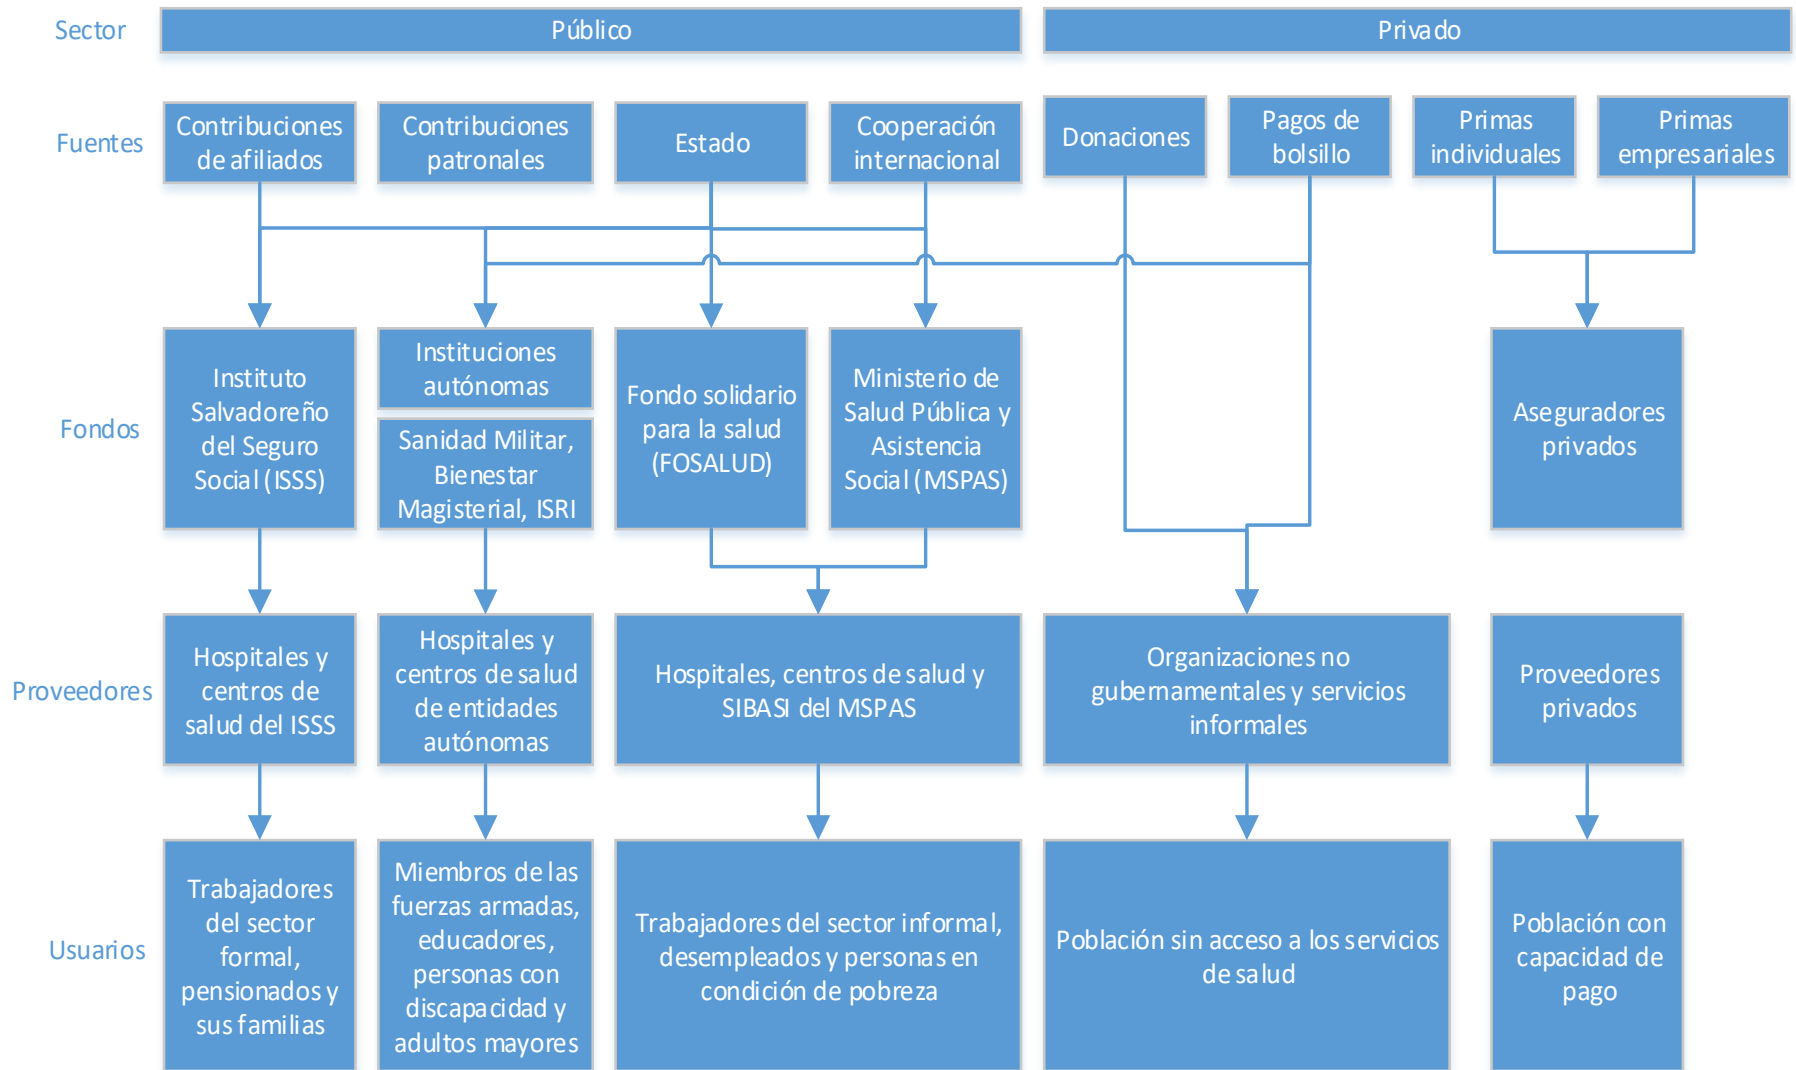 Sector
Público
Privado
Fuentes
Contribuciones
de afiliados
Contribuciones
patronales
Estado
Cooperación
internacional
Donaciones
Pagos de
bolsillo
Primas
individuales
Primas
empresariales
Fondos
Instituto
Salvadoreño
del Seguro
Social (ISSS)
Instituciones
autónomas
Sanidad Militar,
Bienestar
Magisterial, ISRI
Fondo solidario
para la salud
(FOSALUD)
Ministerio de
Salud Pública y
Asistencia
Social (MSPAS)
Aseguradores
privados
Proveedores
Hospitales y
centros de
salud del ISSS
Hospitales y
centros de salud
de entidades
autónomas
Hospitales, centros de salud y
SIBASI del MSPAS
Organizaciones no
gubernamentales y servicios
informales
Proveedores
privados
Usuarios
Trabajadores
del sector
formal,
pensionados y
sus familias
Miembros de las
fuerzas armadas,
educadores,
personas con
discapacidad y
adultos mayores
Trabajadores del sector informal,
desempleados y personas en
condición de pobreza
Población sin acceso a los servicios
de salud
Población con
capacidad de
pago